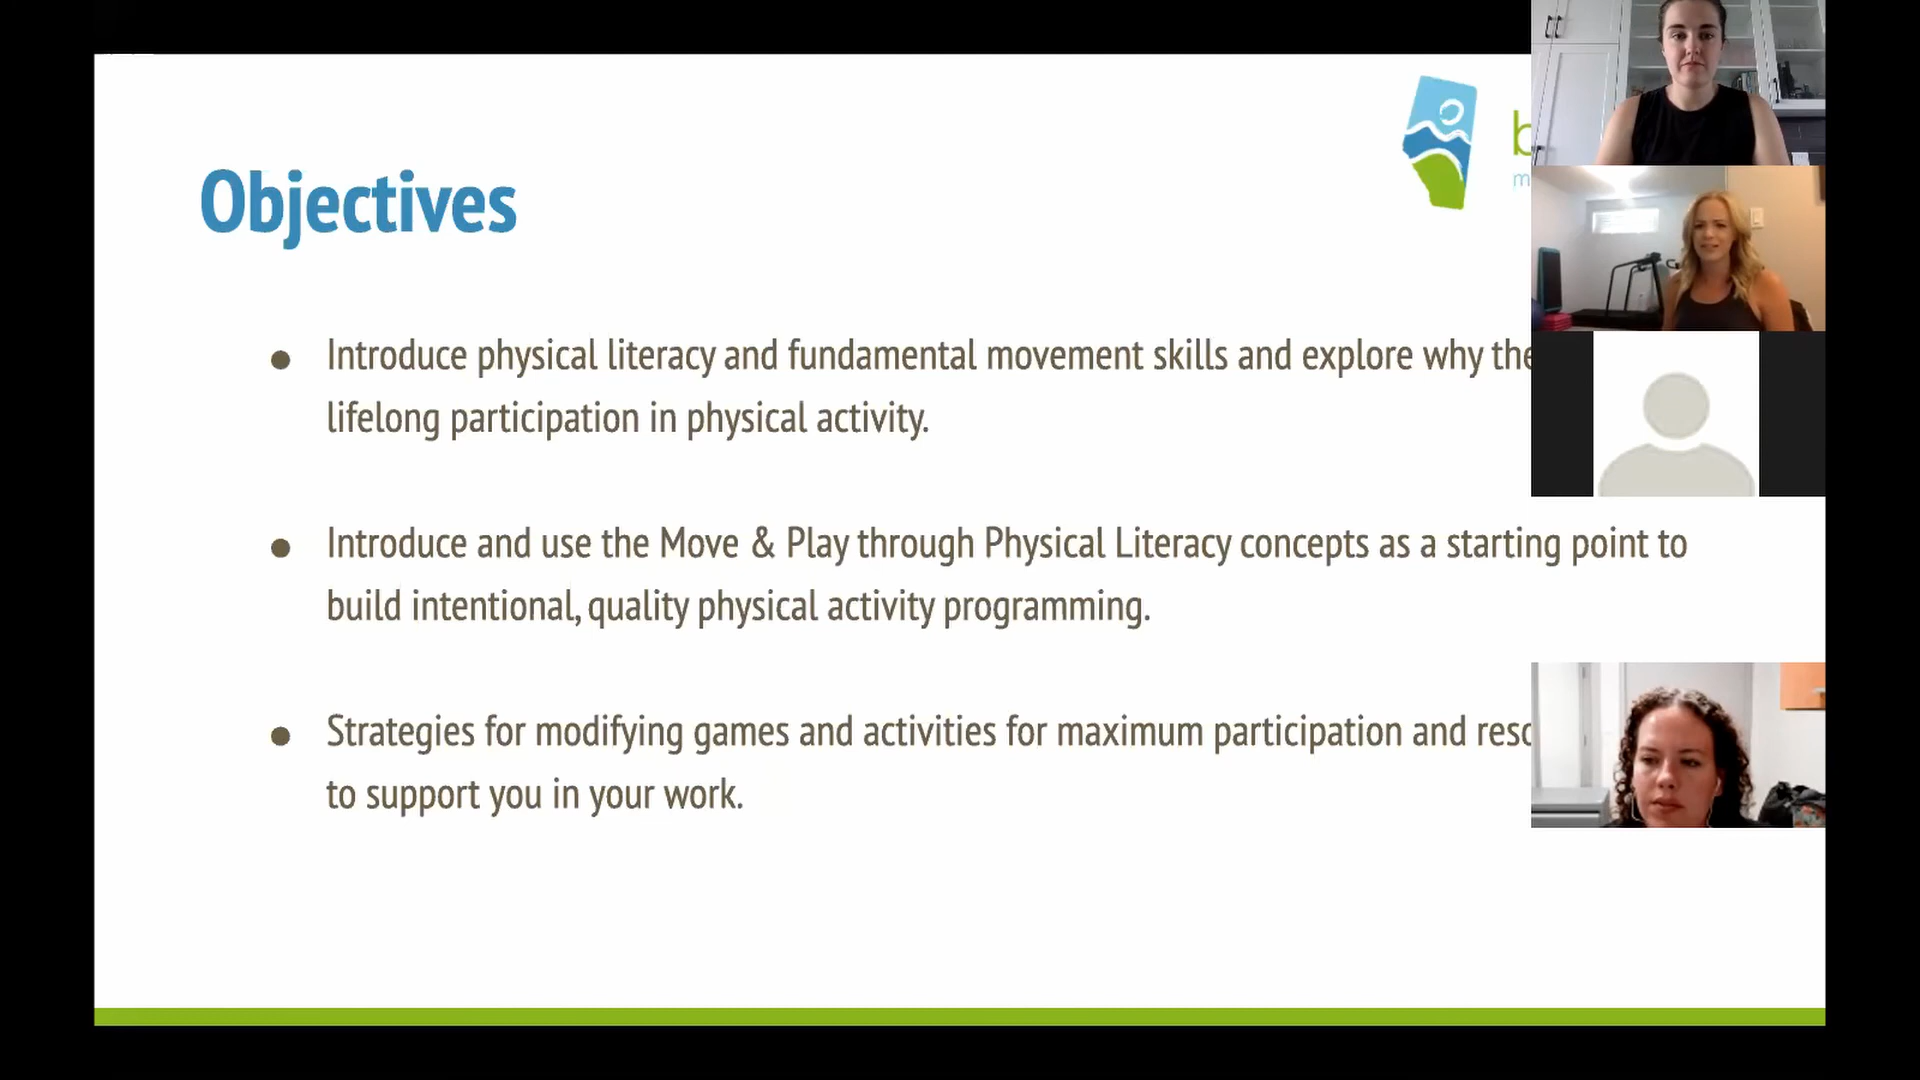 Objectives
Introduce physical literacy and fundamental movement skills and explore why
lifelong participation in physical activity.
Introduce and use the Move & Play through Physical Literacy concepts as a starting point to
build intentional, quality physical activity programming.
Strategies for modifying games and activities for maximum participation and
to support you in your work.